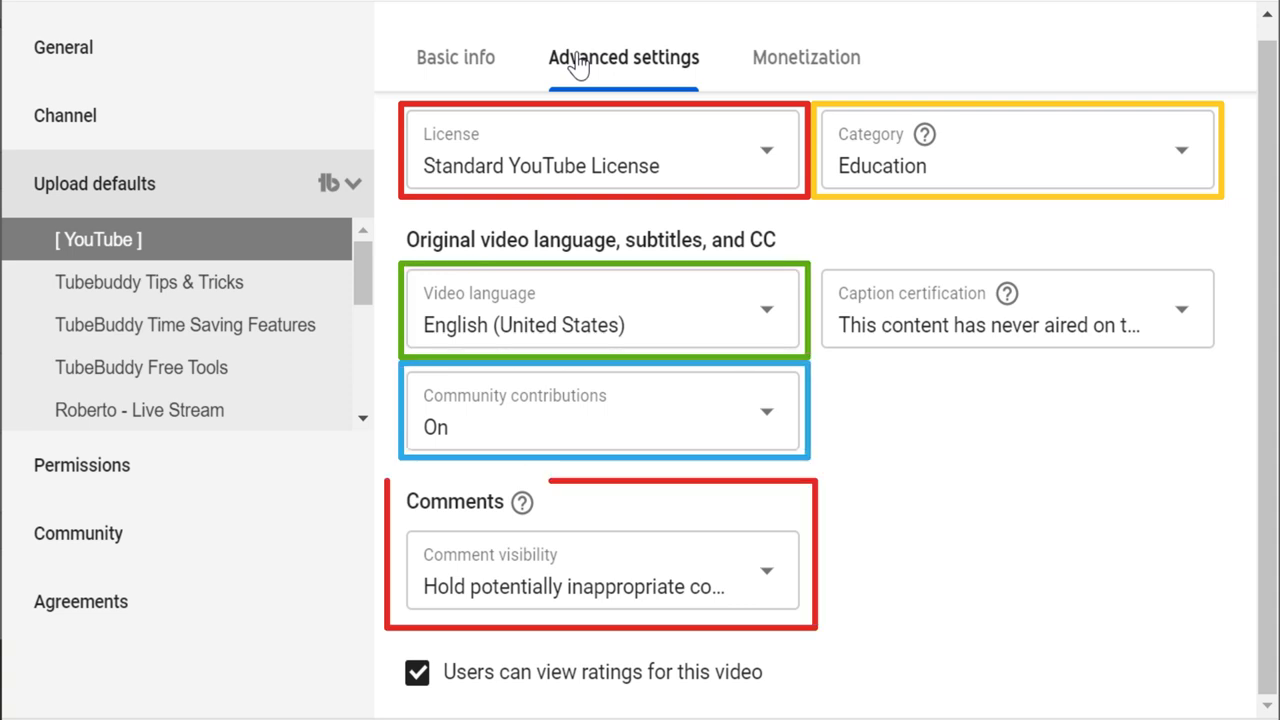 General
Channel
Upload defaults
tb
[ YouTube ]
Tubebuddy Tips & Tricks
TubeBuddy Time Saving Features
TubeBuddy Free Tools
Roberto - Live Stream
Permissions
Community
Agreements
Basic info Advanced settings Monetization
License
Standard YouTube License
Category ?
Education
Original video language, subtitles, and CC
Video language
English (United States)
Caption certification ?
This content has never aired on t...
Community contributions
On
Comments ?
Comment visibility
Hold potentially inappropriate co...
Users can view ratings for this video